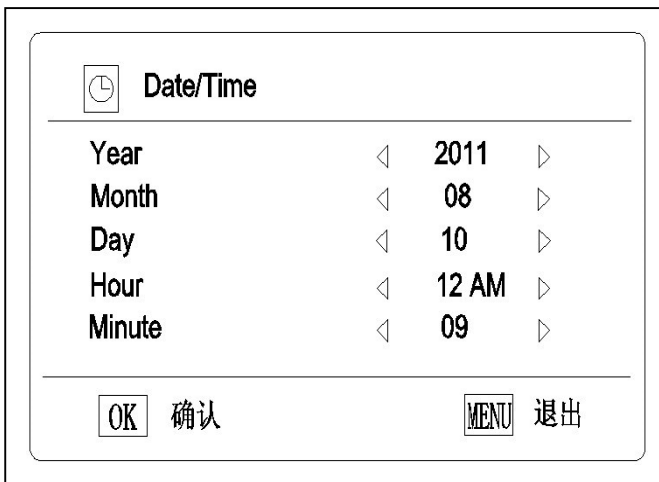 Date/Time
Year 2011
Month 08
Day 10
Hour 12 AM
Minute 09
OK 确认 MENU 退出